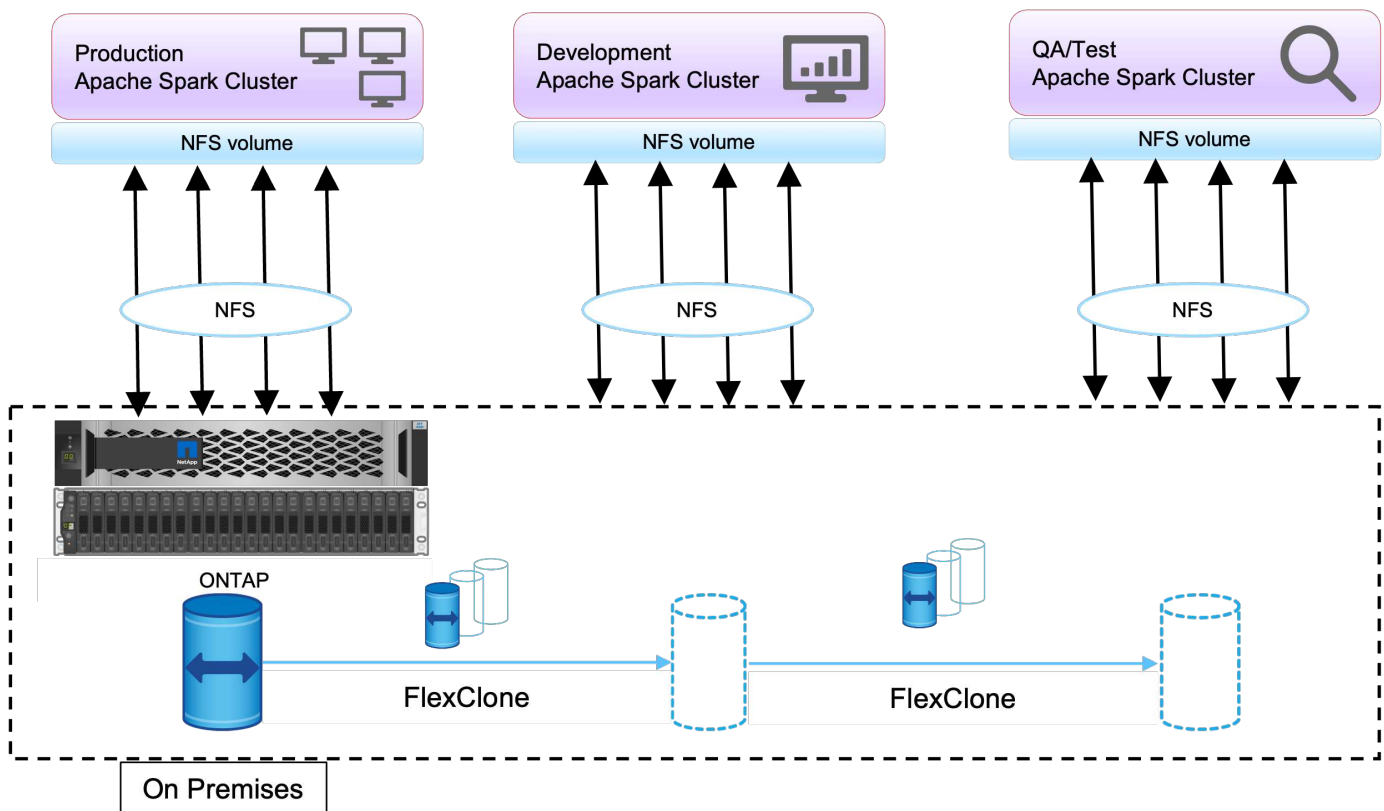 Production
Apache Spark Cluster
Development
Apache Spark Cluster
QA/Test
Apache Spark Cluster
NFS volume
NFS volume
NFS volume
NFS
NFS
NFS
NetApp
ONTAP
FlexClone
FlexClone
On Premises